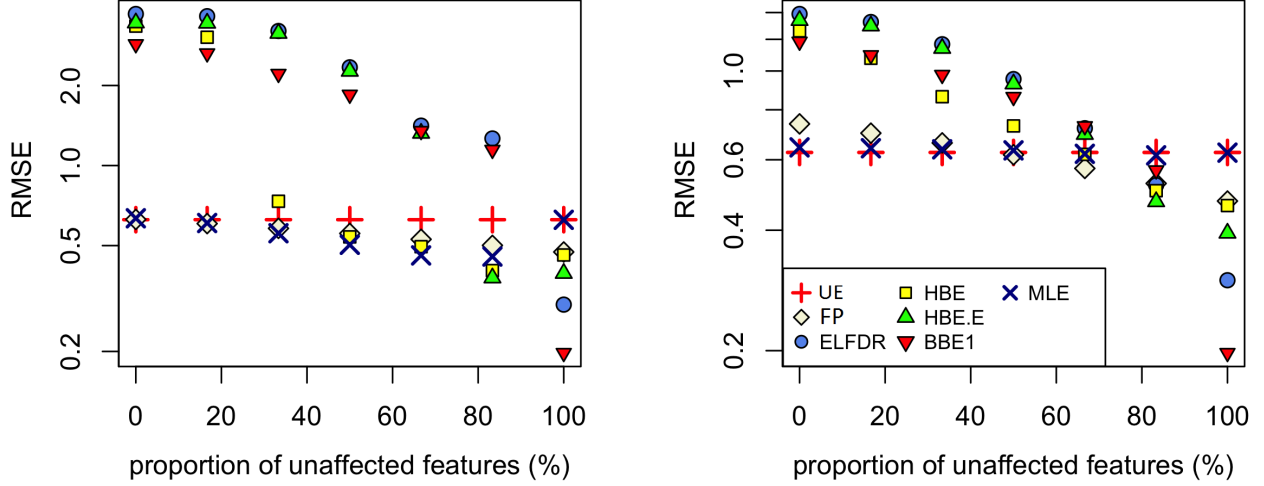 RMSE
2.0
1.0
0.5
0.2
0 20 40 60 80 100
proportion of unaffected features (%)
RMSE
1.0
0.6
0.4
0.2
UE HBE MLE
FP HBE.E
ELFDR BBE1
0 20 40 60 80 100
proportion of unaffected features (%)